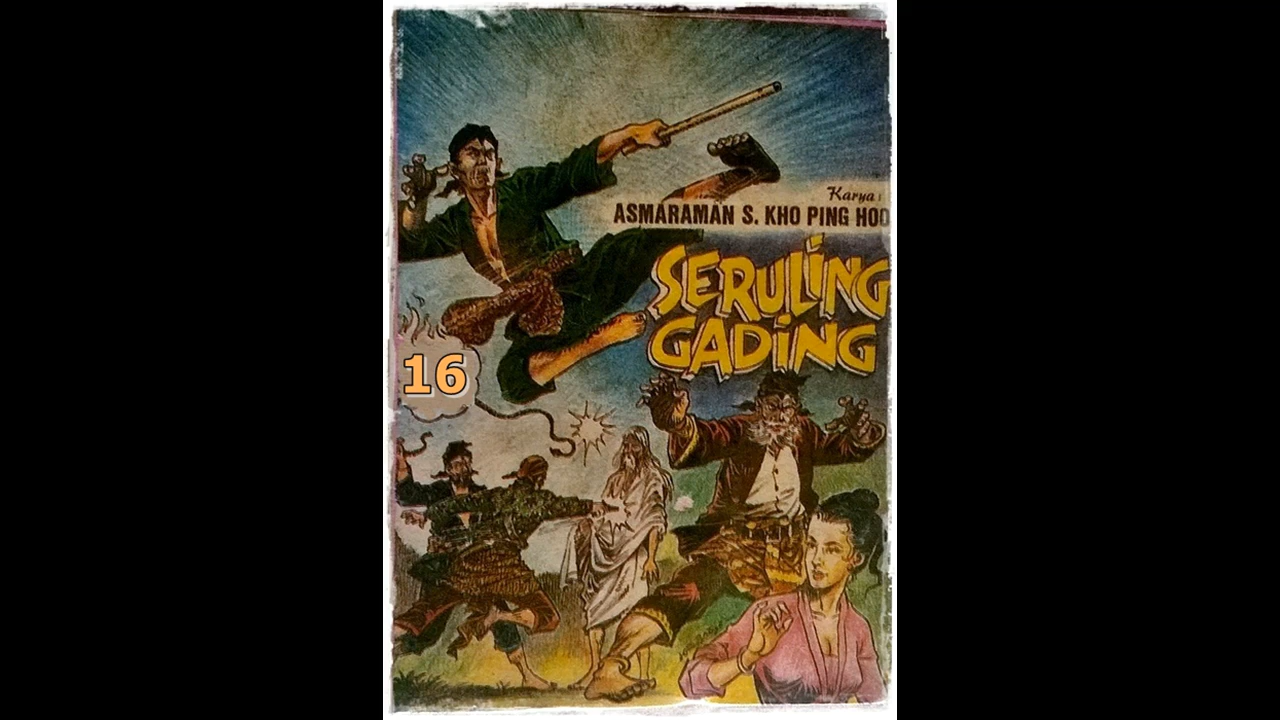 Karya:
ASMARAMAN S. KHO PING HOO
SERULING
GADING
16